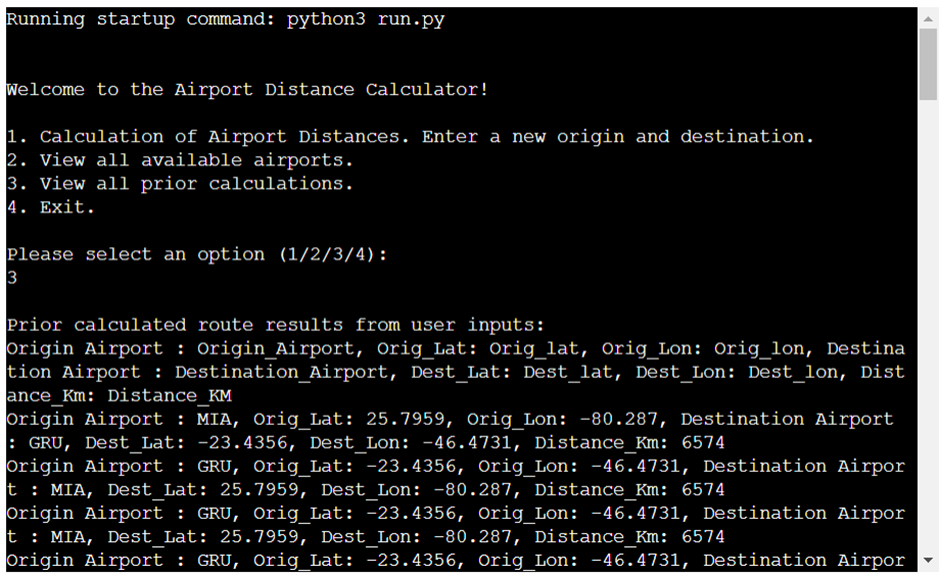 Running startup command: python3 run.py
Welcome to the Airport Distance Calculator!
1. Calculation of Airport Distances. Enter a new origin and destination.
2. View all available airports.
3. View all prior calculations.
4. Exit.
Please select an option (1/2/3/4):
3
Prior calculated route results from user inputs:
Origin Airport : Origin_Airport, Orig_Lat: Orig_lat, Orig_Lon: Orig_lon, Destina
tion Airport : Destination_Airport, Dest_Lat: Dest_lat, Dest_Lon: Dest_lon, Dist
ance_Km: Distance_KM
Origin Airport : MIA, Orig_Lat: 25.7959, Orig_Lon: -80.287, Destination Airport
: GRU, Dest_Lat: -23.4356, Dest_Lon: -46.4731, Distance_Km: 6574
Origin Airport : GRU, Orig_Lat: -23.4356, Orig_Lon: -46.4731, Destination Airpor
t : MIA, Dest_Lat: 25.7959, Dest_Lon: -80.287, Distance_Km: 6574
Origin Airport : GRU, Orig_Lat: -23.4356, Orig_Lon: -46.4731, Destination Airpor
t : MIA, Dest_Lat: 25.7959, Dest_Lon: -80.287, Distance_Km: 6574
Origin Airport : GRU, Orig_Lat: -23.4356, Orig_Lon: -46.4731, Destination Airpor